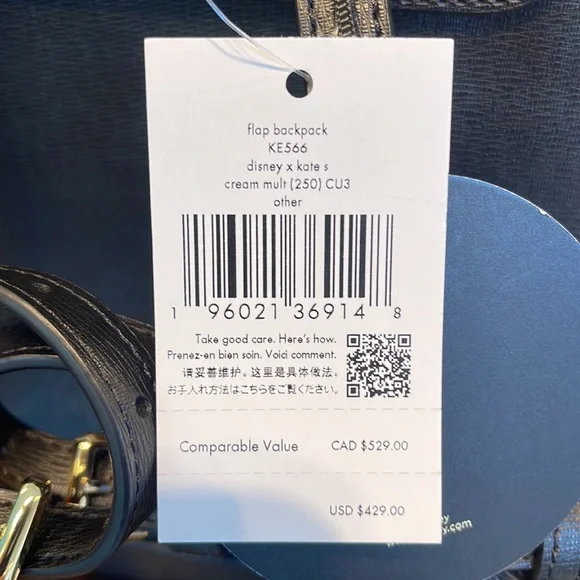 flap backpack
KE566
disney x kate s
cream mult (250) CU3
other
1 96021 36914 8
Take good care. Here's how.
Prenez-en bien soin. Voici comment.
请妥善维护。这里是具体做法。
お手入れ方法はこちらをご覧ください
Comparable Value CAD $529.00
USD $429.00